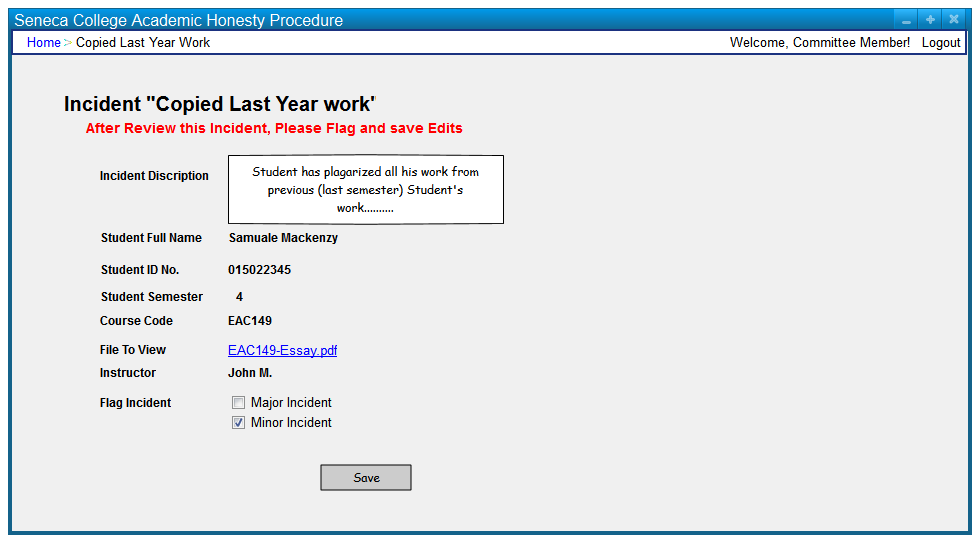 Seneca College Academic Honesty Procedure
Home > Copied Last Year Work Welcome, Committee Member! Logout
Incident "Copied Last Year work'
After Review this Incident, Please Flag and save Edits
Incident Discription
Student has plagarized all his work from
previous (last semester) Student's
work..........
Student Full Name Samuale Mackenzy
Student ID No. 015022345
Student Semester 4
Course Code EAC149
File To View EAC149-Essay.pdf
Instructor John M.
Flag Incident Major Incident
Minor Incident
Save